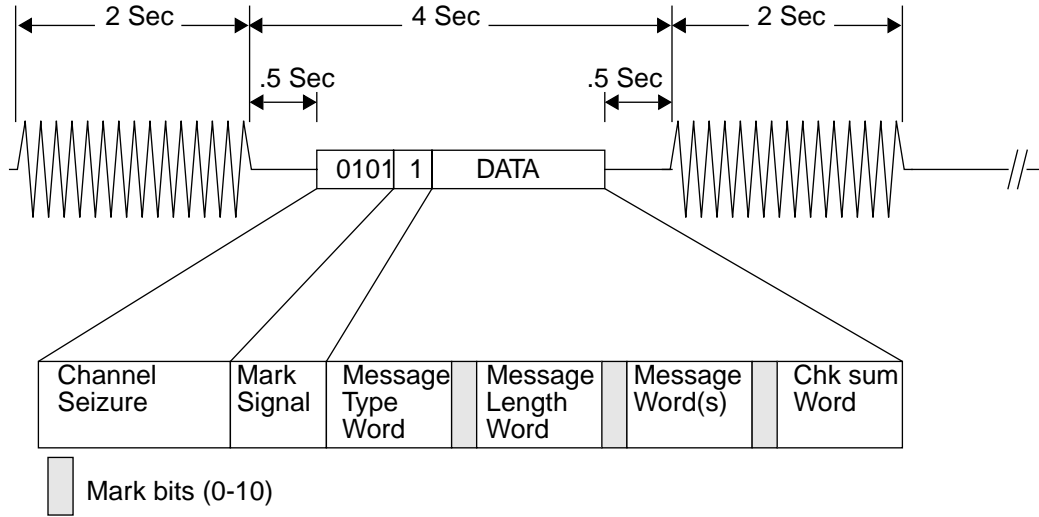 2 Sec 4 Sec 2 Sec
.5 Sec .5 Sec
0101 1 DATA
Channel Mark Message Message Message Chk sum
Seizure Signal Type Length Word(s) Word
Word Word
Mark bits (0-10)